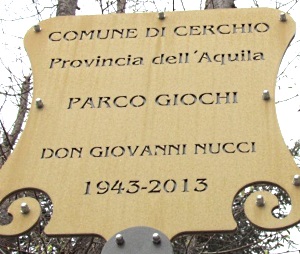 COMUNE DI CERCHIO
Provincia dell'Aquila
PARCO GIOCHI
DON GIOVANNI NUCCI
1943-2013